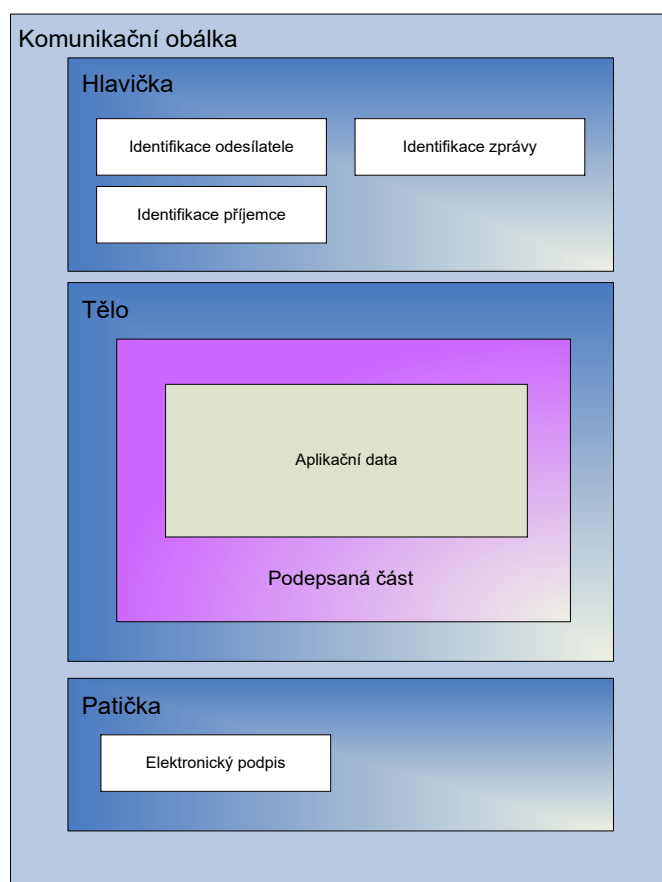 Komunikační obálka
Hlavička
Identifikace odesílatele
Identifikace zprávy
Identifikace příjemce
Tělo
Aplikační data
Podepsaná část
Patička
Elektronický podpis